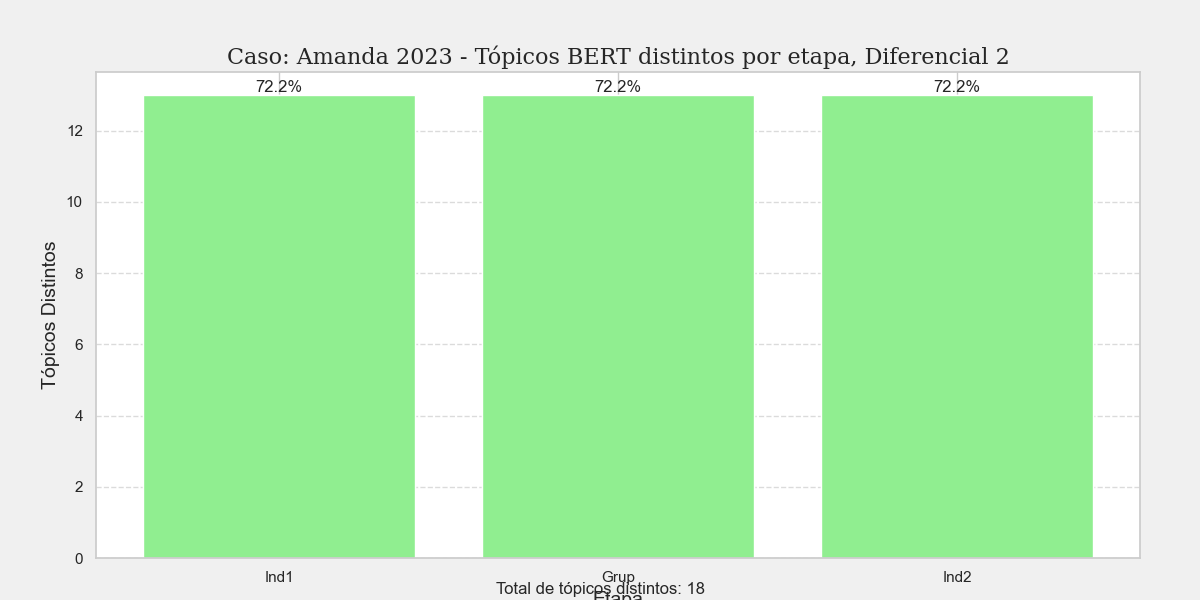 Caso: Amanda 2023 - Tópicos BERT distintos por etapa, Diferencial 2
72.2% 72.2% 72.2%
Tópicos Distintos
12
10
8
6
4
2
0
Ind1 Grup Ind2
Total de tópicos distintos: 18
Etapa